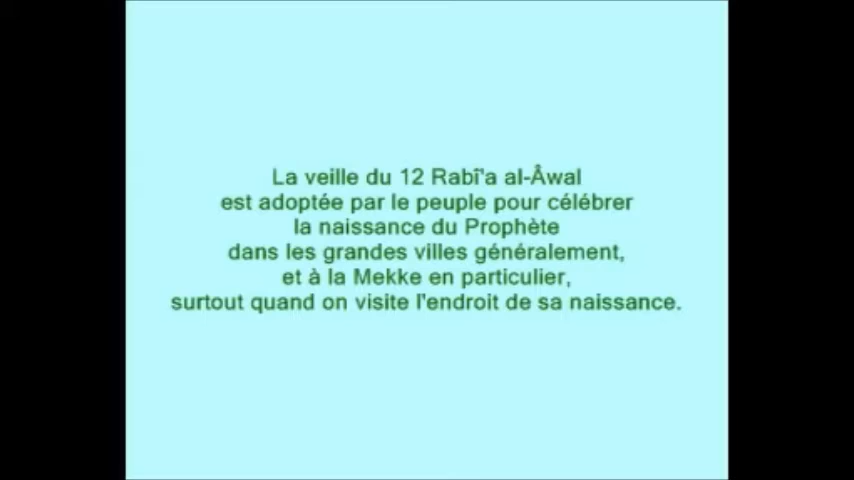 La veille du 12 Rabî'a al-Âwal
est adoptée par le peuple pour célébrer
la naissance du Prophète
dans les grandes villes généralement,
et à la Mekke en particulier,
surtout quand on visite l'endroit de sa naissance.